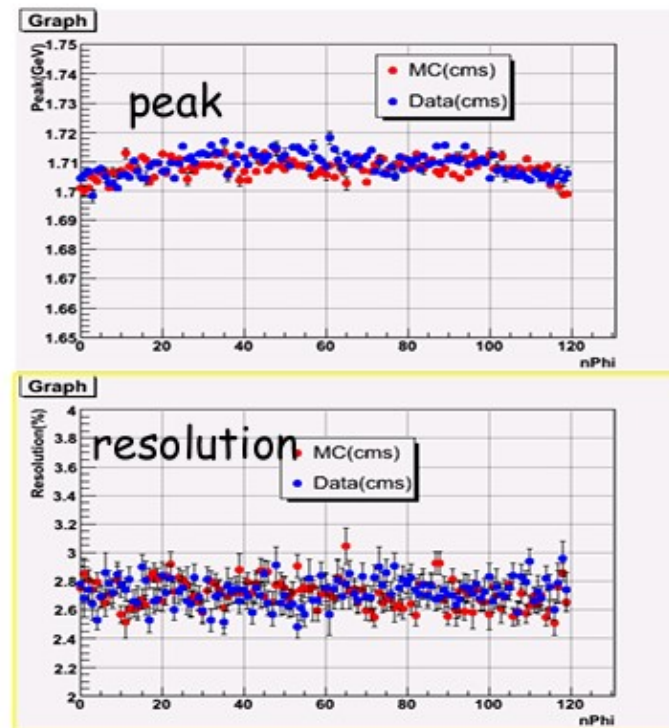 Graph
1.75
1.74
1.73
1.72
1.71
1.7
1.69
1.68
1.67
1.66
1.65
Peak(GeV)
peak
MC(cms)
Data(cms)
0 20 40 60 80 100 120
nPhi
Graph
4
3.8
3.6
3.4
3.2
3
2.8
2.6
2.4
2.2
2
Resolution(%)
resolution
MC(cms)
Data(cms)
0 20 40 60 80 100 120
nPhi